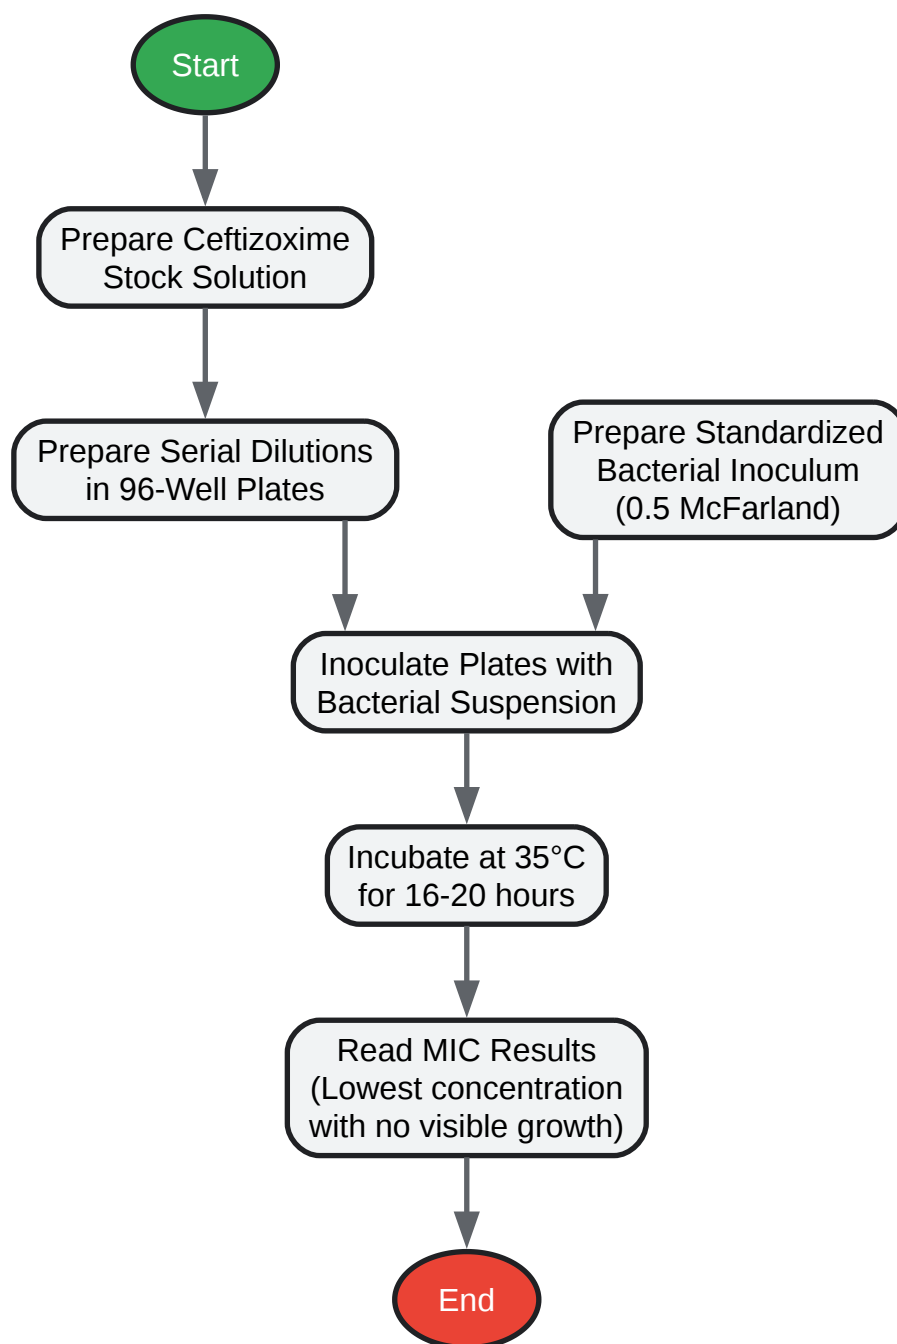 Start
Prepare Ceftizoxime
Stock Solution
Prepare Serial Dilutions
in 96-Well Plates
Prepare Standardized
Bacterial Inoculum
(0.5 McFarland)
Inoculate Plates with
Bacterial Suspension
Incubate at 35°C
for 16-20 hours
Read MIC Results
(Lowest concentration
with no visible growth)
End